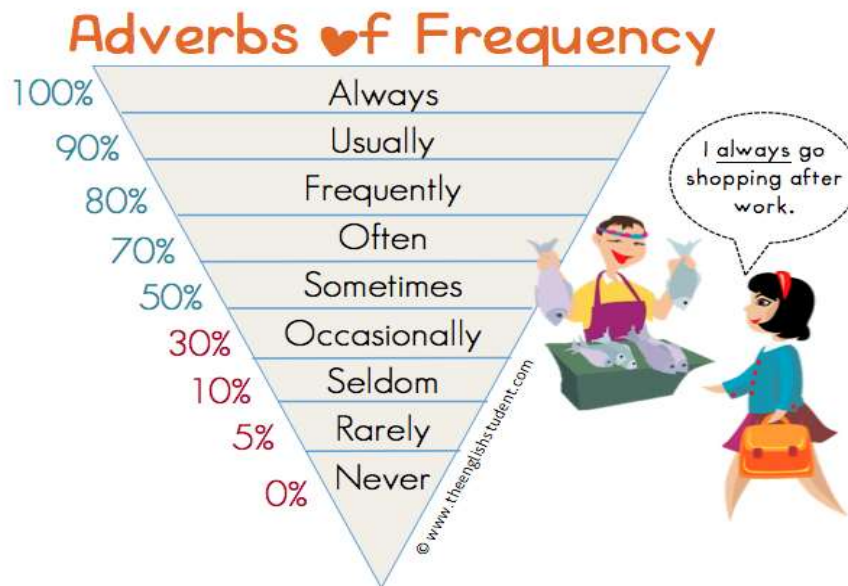 Adverbs of Frequency
100% Always
90% Usually
80% Frequently
70% Often
50% Sometimes
30% Occasionally
10% Seldom
5% Rarely
0% Never
I always go
shopping after
work.
© www.theenglishstudent.com